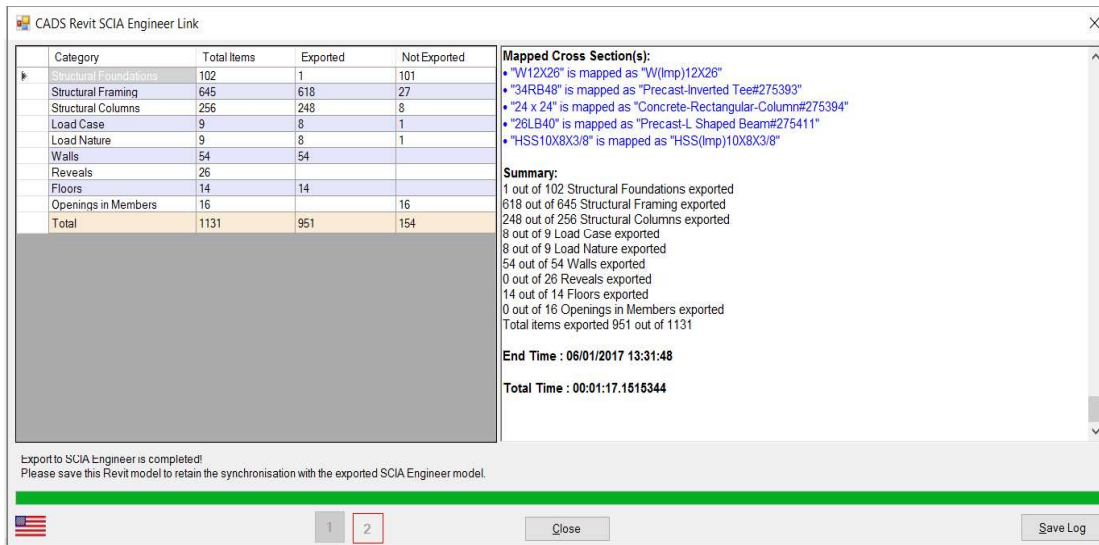 CADS Revit SCIA Engineer Link
Category Total Items Exported Not Exported
Structural Foundations 102 1 101
Structural Framing 645 618 27
Structural Columns 256 248 8
Load Case 9 8 1
Load Nature 9 8 1
Walls 54 54
Reveals 26
Floors 14 14
Openings in Members 16 16
Total 1131 951 154
Mapped Cross Section(s):
• "W12X26" is mapped as "W(Imp)12X26"
• "34RB48" is mapped as "Precast-Inverted Tee#275393"
• "24 x 24" is mapped as "Concrete-Rectangular-Column#275394"
• "26LB40" is mapped as "Precast-L Shaped Beam#275411"
• "HSS10X8X3/8" is mapped as "HSS(Imp)10X8X3/8"
Summary:
1 out of 102 Structural Foundations exported
618 out of 645 Structural Framing exported
248 out of 256 Structural Columns exported
8 out of 9 Load Case exported
8 out of 9 Load Nature exported
54 out of 54 Walls exported
0 out of 26 Reveals exported
14 out of 14 Floors exported
0 out of 16 Openings in Members exported
Total items exported 951 out of 1131
End Time : 06/01/2017 13:31:48
Total Time : 00:01:17.1515344
Export to SCIA Engineer is completed!
Please save this Revit model to retain the synchronisation with the exported SCIA Engineer model.
1 2 Close Save Log